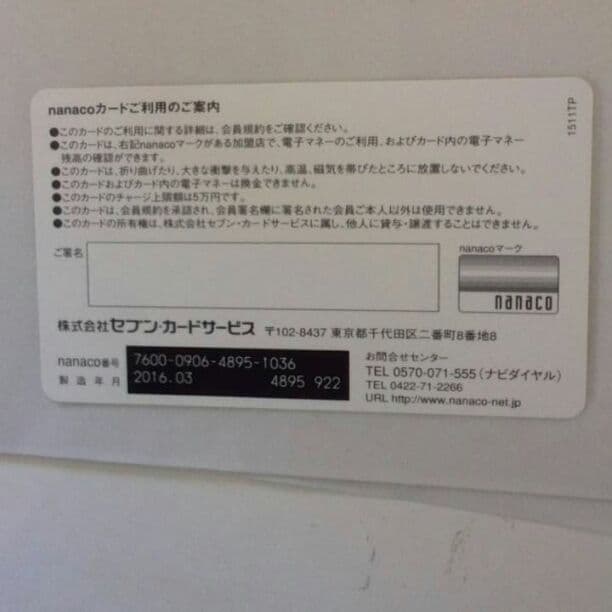 nanacoカードご利用のご案内
1511TP
●このカードのご利用に関する詳細は、会員規約をご確認ください。
●このカードは、右記nanacoマークがある加盟店で、電子マネーのご利用、およびカード内の電子マネー
残高の確認ができます。
●このカードは、折り曲げたり、大きな衝撃を与えたり、高温、磁気を帯びたところに放置しないでください。
●このカードおよびカード内の電子マネーは換金できません。
●このカードのチャージ上限額は5万円です。
●このカードは、会員規約を承認され、会員署名欄に署名された会員ご本人以外は使用できません。
●このカードの所有権は、株式会社セブン・カードサービスに属し、他人に貸与・譲渡することはできません。
ご署名
nanacoマーク
nanaco
株式会社セブン・カードサービス 〒102-8437 東京都千代田区二番町8番地8
nanaco番号 7600-0906-4895-1036
製造年月 2016.03 4895 922
お問合せセンター
TEL 0570-071-555(ナビダイヤル)
TEL 0422-71-2266
URL http://www.nanaco-net.jp